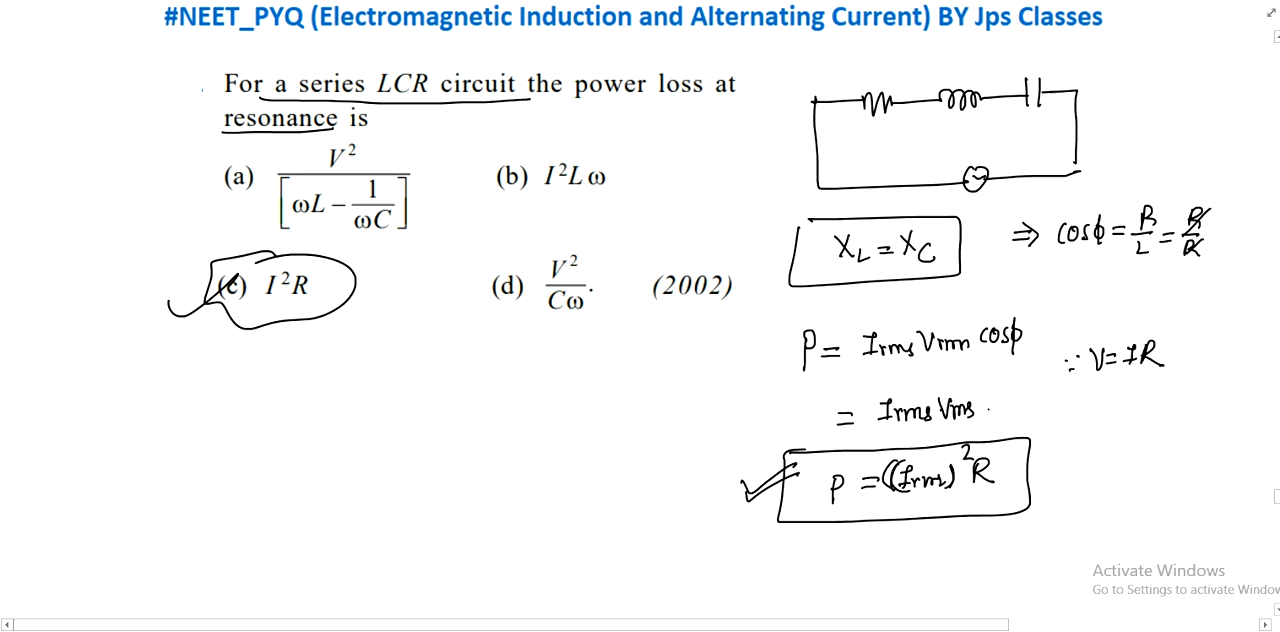 #NEET_PYQ (Electromagnetic Induction and Alternating Current) BY Jps Classes
For a series LCR circuit the power loss at
resonance is
(a) V² / [ωL − 1/ωC]
(b) I²Lω
(c) I²R
(d) V²/Cω. (2002)
X_L = X_C
⇒ cosϕ = R/L = R/R
P = Irms Vrms cosϕ
∵ V = IR
= Irms Vms .
P = ((Irms)²R
Activate Windows
Go to Settings to activate Window